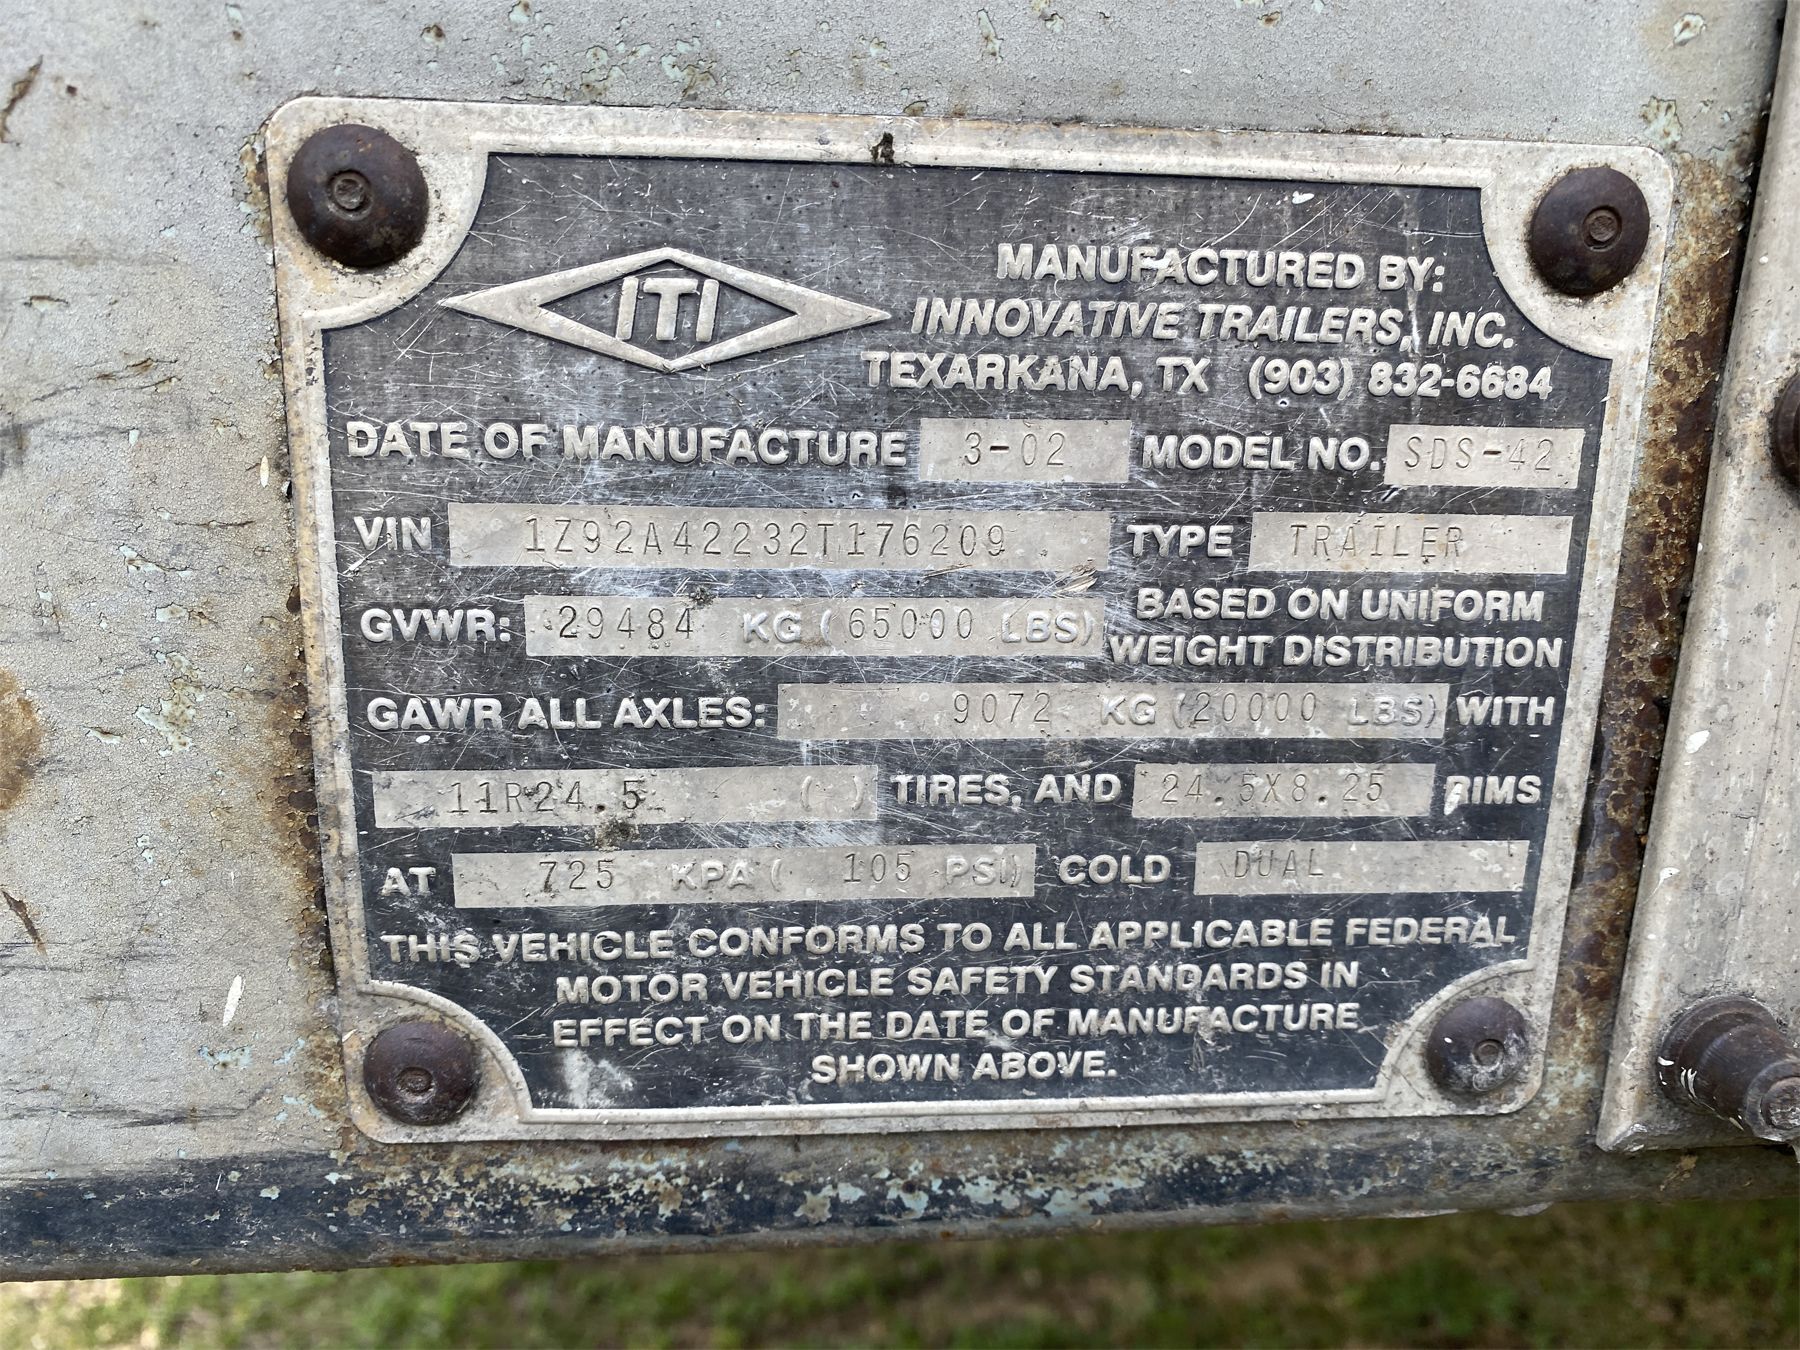 ITI
MANUFACTURED BY:
INNOVATIVE TRAILERS, INC.
TEXARKANA, TX (903) 832-6684
DATE OF MANUFACTURE 3-02 MODEL NO. SDS-42
VIN 1Z92A42232T176209 TYPE TRAILER
GVWR: 29484 KG (65000 LBS) BASED ON UNIFORM WEIGHT DISTRIBUTION
GAWR ALL AXLES: 9072 KG (20000 LBS) WITH
11R24.5 ( ) TIRES, AND 24.5X8.25 RIMS
AT 725 KPA ( 105 PSI) COLD DUAL
THIS VEHICLE CONFORMS TO ALL APPLICABLE FEDERAL
MOTOR VEHICLE SAFETY STANDARDS IN
EFFECT ON THE DATE OF MANUFACTURE
SHOWN ABOVE.